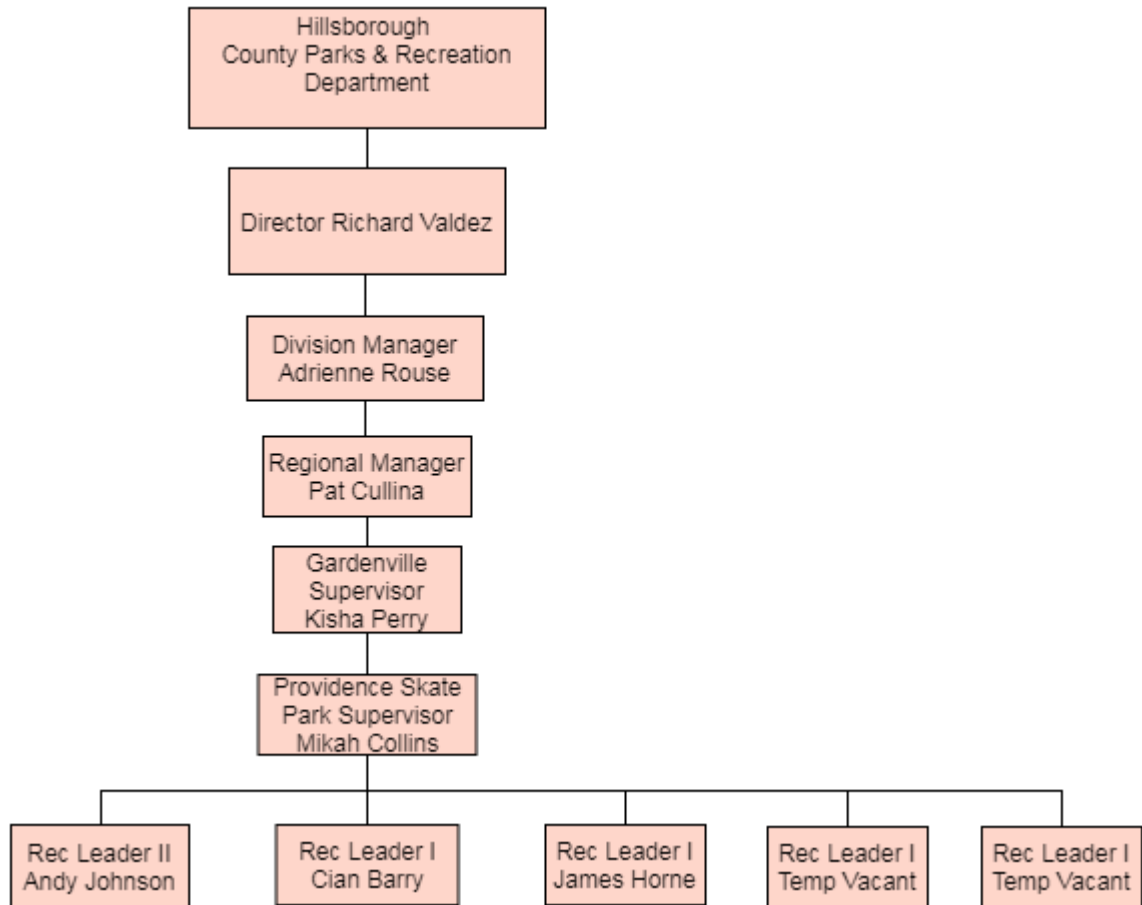 Hillsborough
County Parks & Recreation
Department
Director Richard Valdez
Division Manager
Adrienne Rouse
Regional Manager
Pat Cullina
Gardenville
Supervisor
Kisha Perry
Providence Skate
Park Supervisor
Mikah Collins
Rec Leader II
Andy Johnson
Rec Leader I
Cian Barry
Rec Leader I
James Horne
Rec Leader I
Temp Vacant
Rec Leader I
Temp Vacant